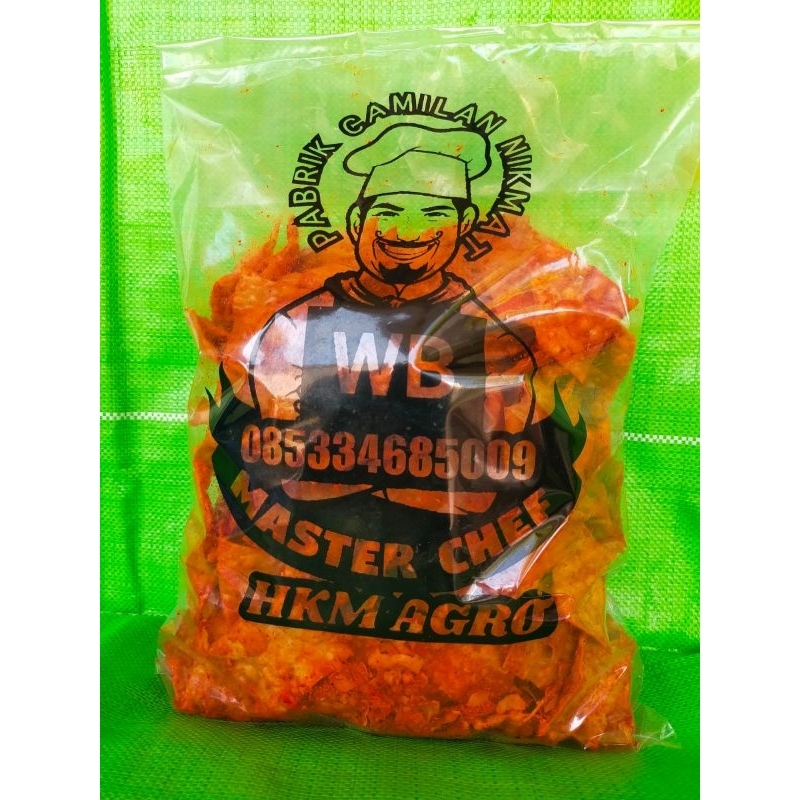 PABRIK CAMILAN NIKMAT
WB
085334685009
MASTER CHEF
HKM AGRO